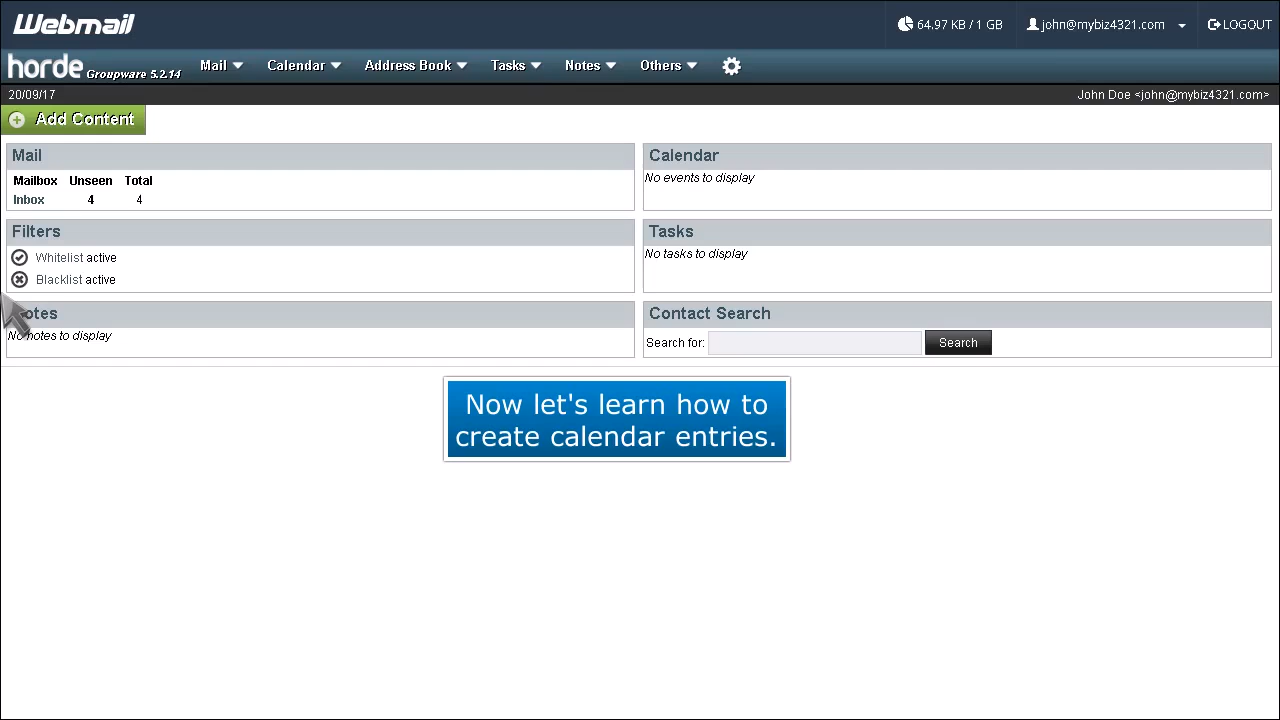 Webmail
64.97 KB / 1 GB john@mybiz4321.com LOGOUT
horde Groupware 5.2.14 Mail Calendar Address Book Tasks Notes Others
20/09/17 John Doe <john@mybiz4321.com>
Add Content
Mail
Mailbox Unseen Total
Inbox 4 4
Calendar
No events to display
Filters
Whitelist active
Blacklist active
Tasks
No tasks to display
otes
No notes to display
Contact Search
Search for: Search
Now let's learn how to
create calendar entries.